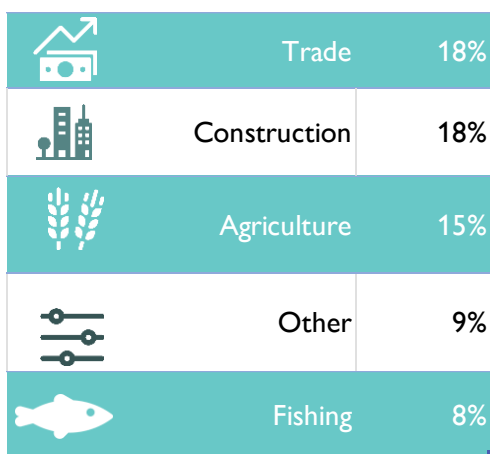 Trade 18%
Construction 18%
Agriculture 15%
Other 9%
Fishing 8%